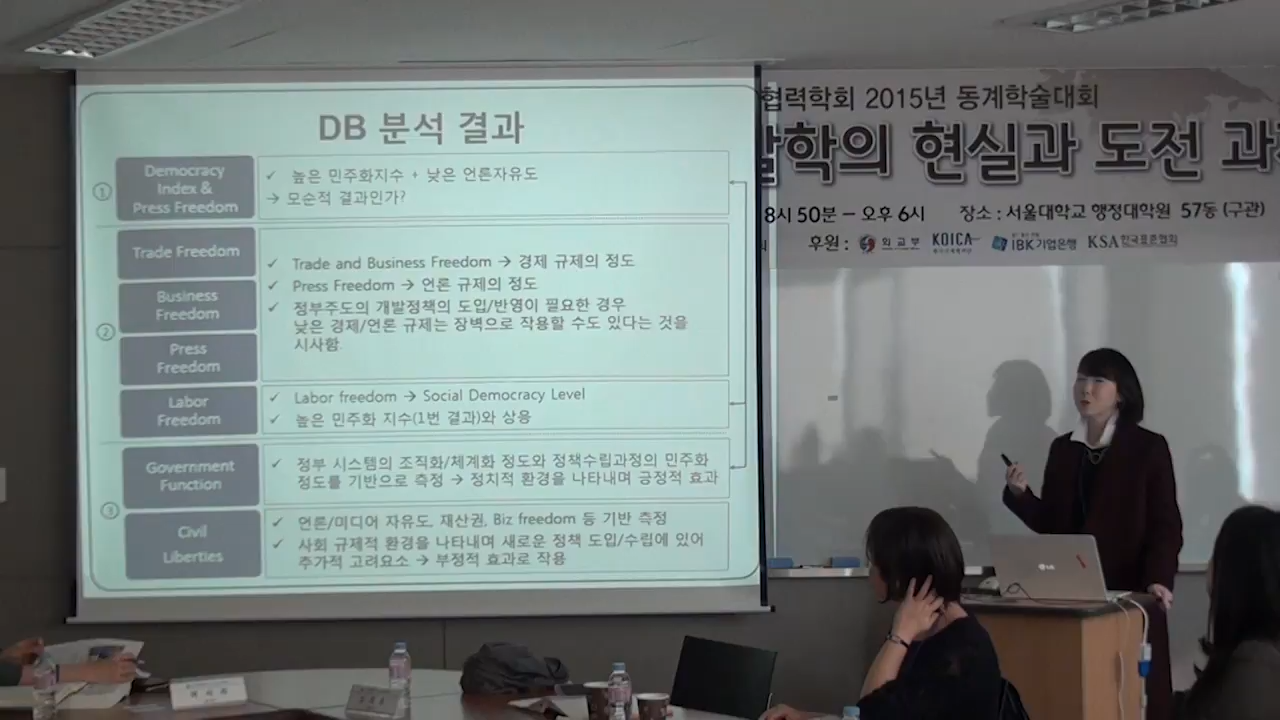 DB 분석 결과
①
Democracy
Index &
Press Freedom
✓ 높은 민주화지수 + 낮은 언론자유도
→ 모순적 결과인가?
②
Trade Freedom
Business
Freedom
Press
Freedom
✓ Trade and Business Freedom → 경제 규제의 정도
✓ Press Freedom → 언론 규제의 정도
✓ 정부주도의 개발정책의 도입/반영이 필요한 경우
낮은 경제/언론 규제는 장벽으로 작용할 수도 있다는 것을
시사함.
Labor
Freedom
✓ Labor freedom → Social Democracy Level
✓ 높은 민주화 지수(1번 결과)와 상응
③
Government
Function
✓ 정부 시스템의 조직화/체계화 정도와 정책수립과정의 민주화
정도를 기반으로 측정 → 정치적 환경을 나타내며 긍정적 효과
Civil
Liberties
✓ 언론/미디어 자유도, 재산권, Biz freedom 등 기반 측정
✓ 사회 규제적 환경을 나타내며 새로운 정책 도입/수립에 있어
추가적 고려요소 → 부정적 효과로 작용
협력학회 2015년 동계학술대회
발학의 현실과 도전 과
8시 50분 – 오후 6시 장소 : 서울대학교 행정대학원 57동 (구관)
후원 : 외교부 KOICA IBK기업은행 KSA한국표준협회
LG